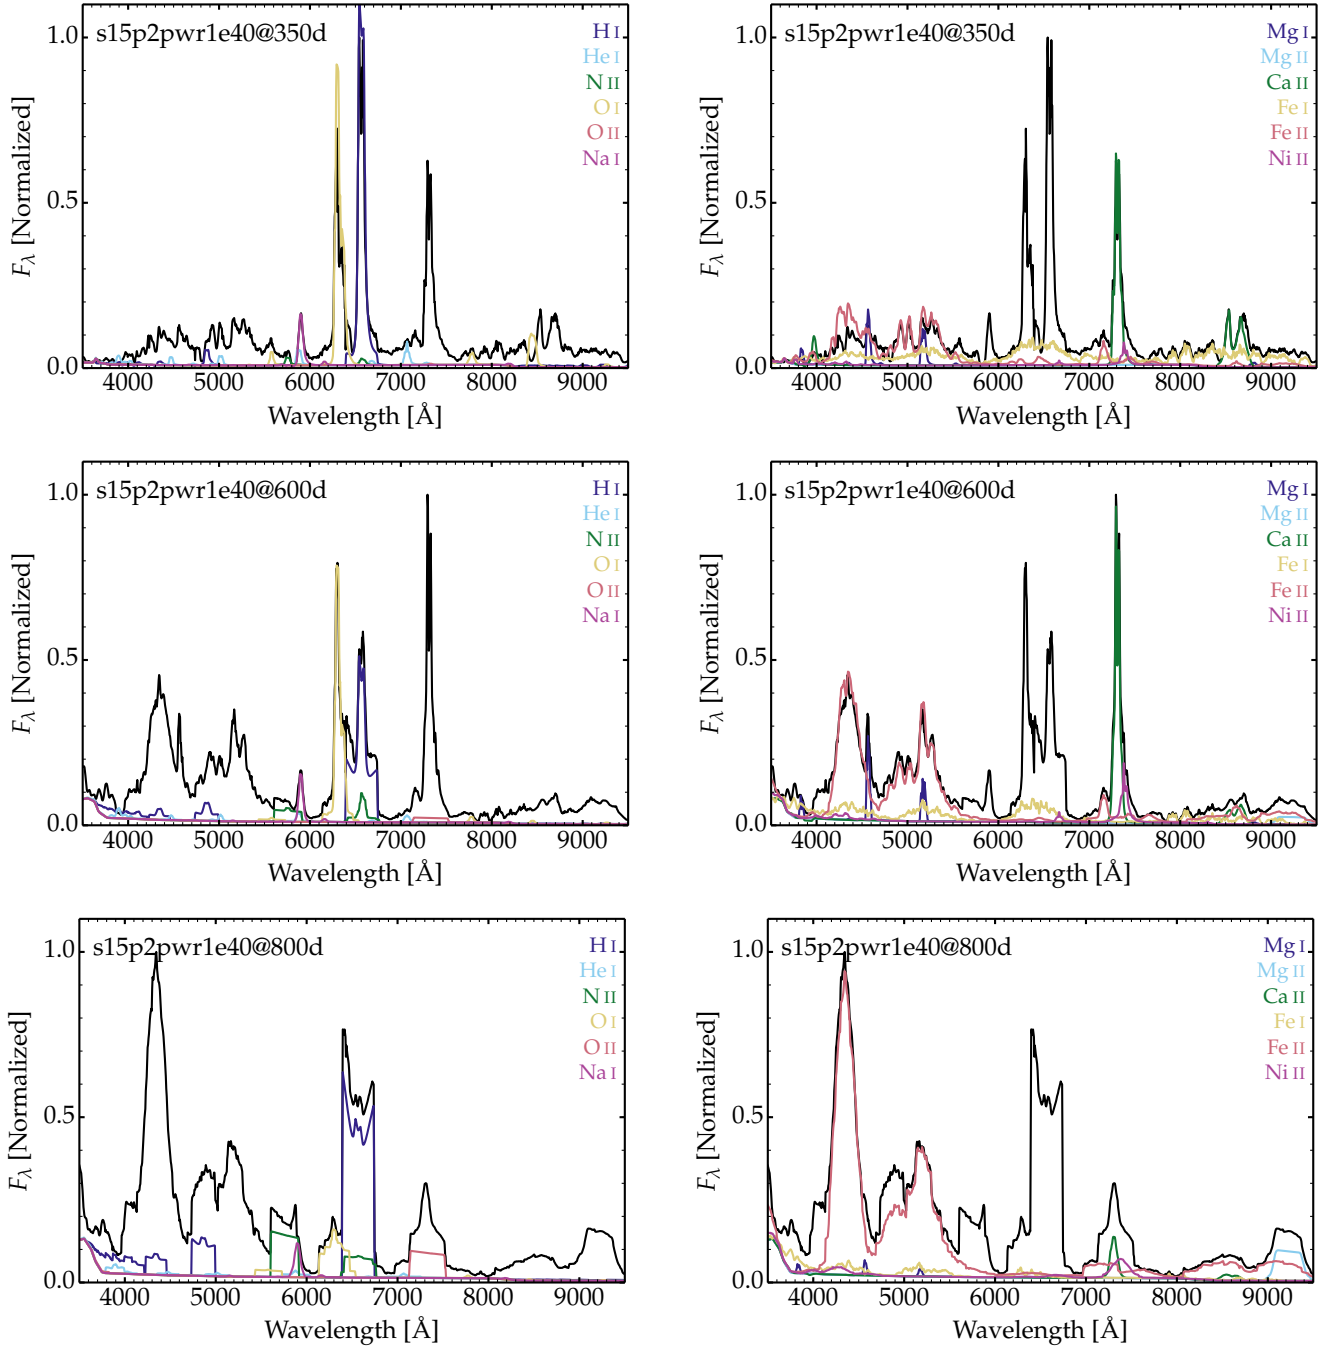 s15p2pwr1e40@350d
H I
He I
N II
O I
O II
Na I
1.0
0.5
0.0
Fλ [Normalized]
4000 5000 6000 7000 8000 9000
Wavelength [Å]
s15p2pwr1e40@350d
Mg I
Mg II
Ca II
Fe I
Fe II
Ni II
1.0
0.5
0.0
Fλ [Normalized]
4000 5000 6000 7000 8000 9000
Wavelength [Å]
s15p2pwr1e40@600d
H I
He I
N II
O I
O II
Na I
1.0
0.5
0.0
Fλ [Normalized]
4000 5000 6000 7000 8000 9000
Wavelength [Å]
s15p2pwr1e40@600d
Mg I
Mg II
Ca II
Fe I
Fe II
Ni II
1.0
0.5
0.0
Fλ [Normalized]
4000 5000 6000 7000 8000 9000
Wavelength [Å]
s15p2pwr1e40@800d
H I
He I
N II
O I
O II
Na I
1.0
0.5
0.0
Fλ [Normalized]
4000 5000 6000 7000 8000 9000
Wavelength [Å]
s15p2pwr1e40@800d
Mg I
Mg II
Ca II
Fe I
Fe II
Ni II
1.0
0.5
0.0
Fλ [Normalized]
4000 5000 6000 7000 8000 9000
Wavelength [Å]